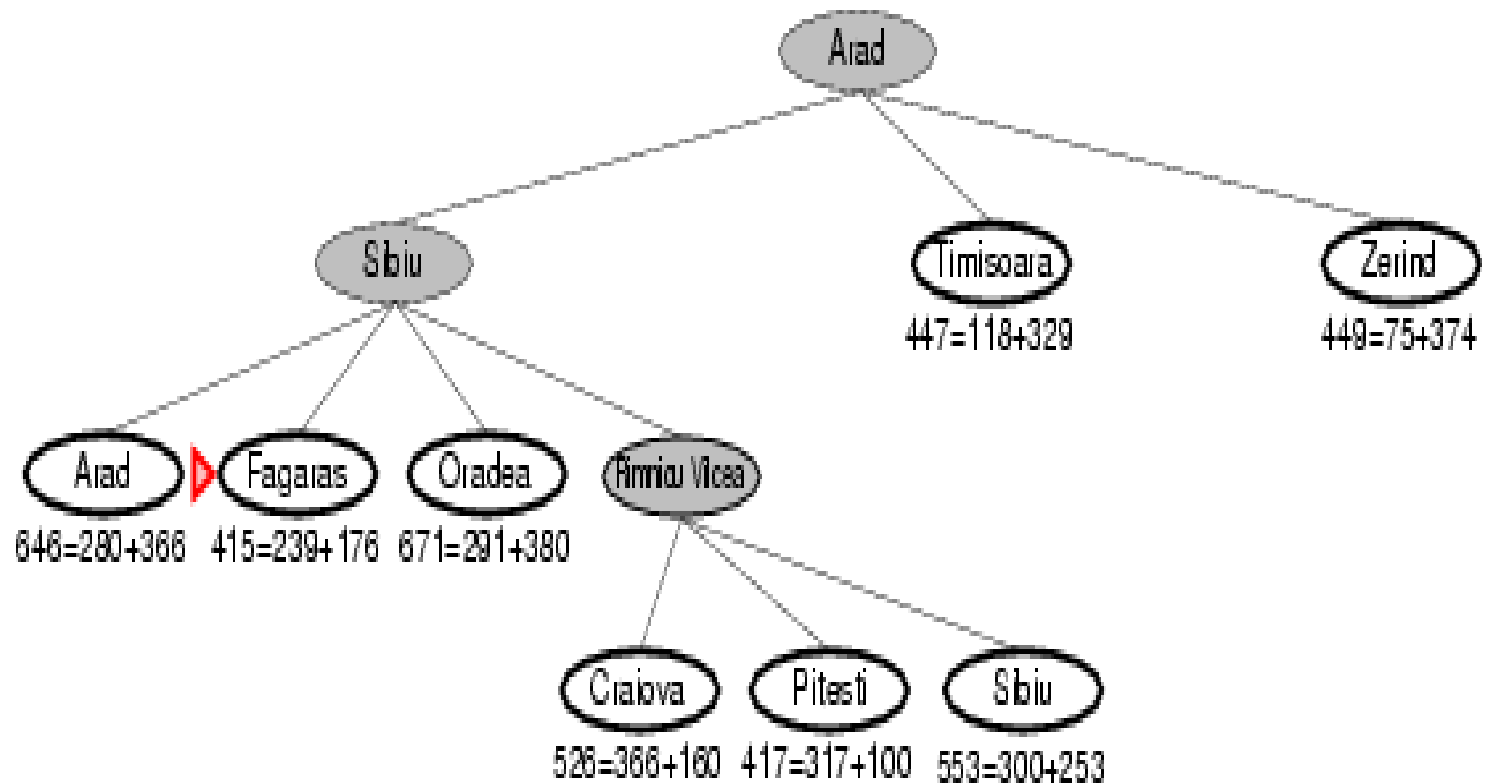 Arad
Sibiu
Timisoara
Zerind
447=118+329
449=75+374
Arad
Fagaras
Oradea
Rimnicu Vilcea
646=280+366
415=239+176
671=291+380
Craiova
Pitesti
Sibiu
526=366+160
417=317+100
553=300+253